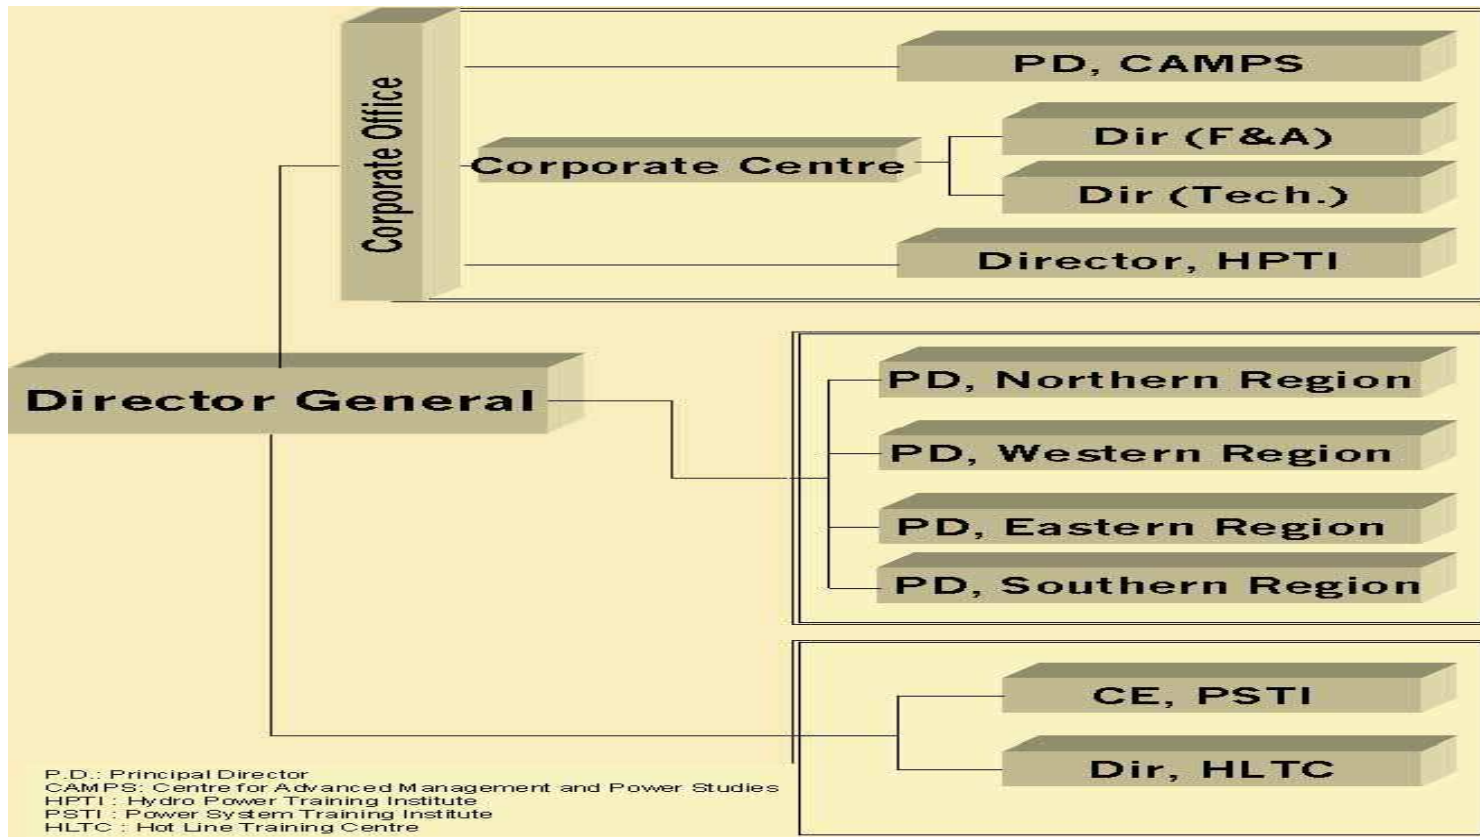 Corporate Office
PD, CAMPS
Corporate Centre
Dir (F&A)
Dir (Tech.)
Director, HPTI
Director General
PD, Northern Region
PD, Western Region
PD, Eastern Region
PD, Southern Region
CE, PSTI
Dir, HLTC
P.D.: Principal Director
CAMPS: Centre for Advanced Management and Power Studies
HPTI : Hydro Power Training Institute
PSTI : Power System Training Institute
HLTC : Hot Line Training Centre